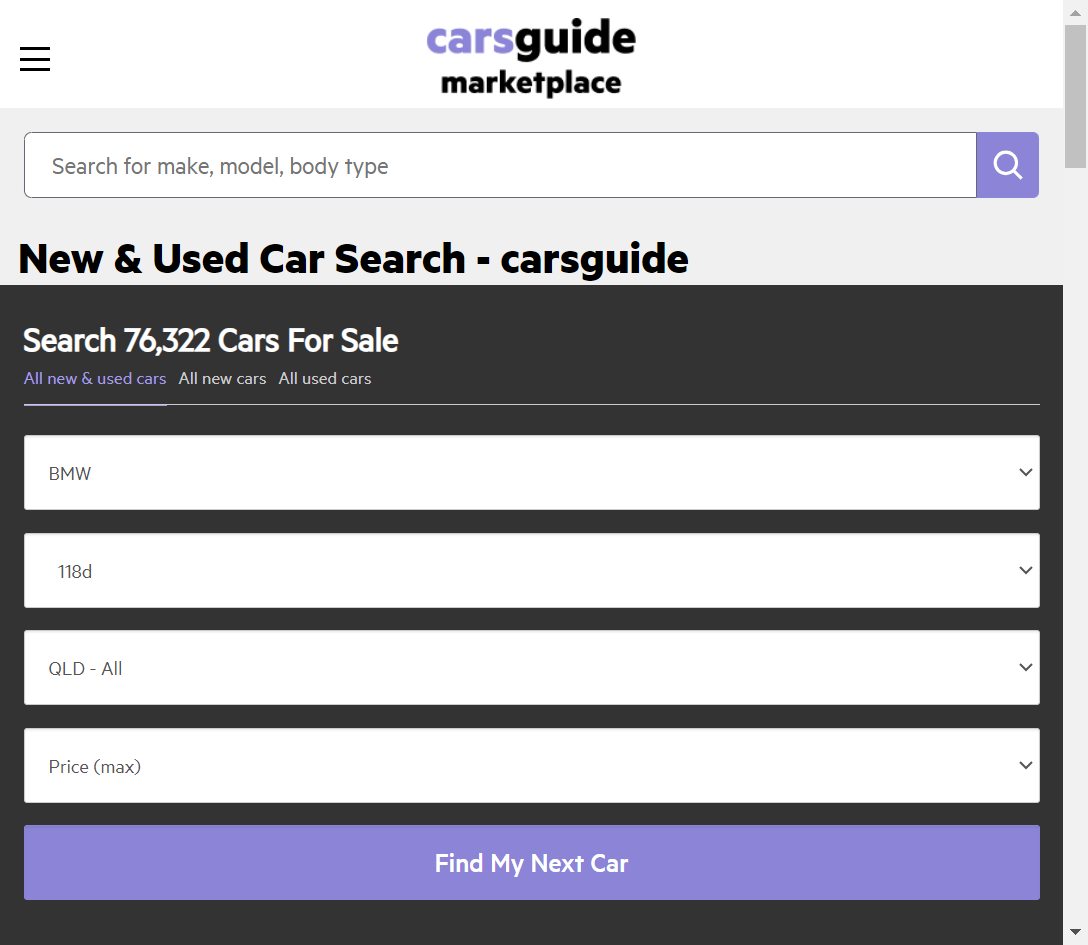 carsguide
marketplace
Search for make, model, body type
New & Used Car Search - carsguide
Search 76,322 Cars For Sale
All new & used cars All new cars All used cars
BMW
118d
QLD - All
Price (max)
Find My Next Car